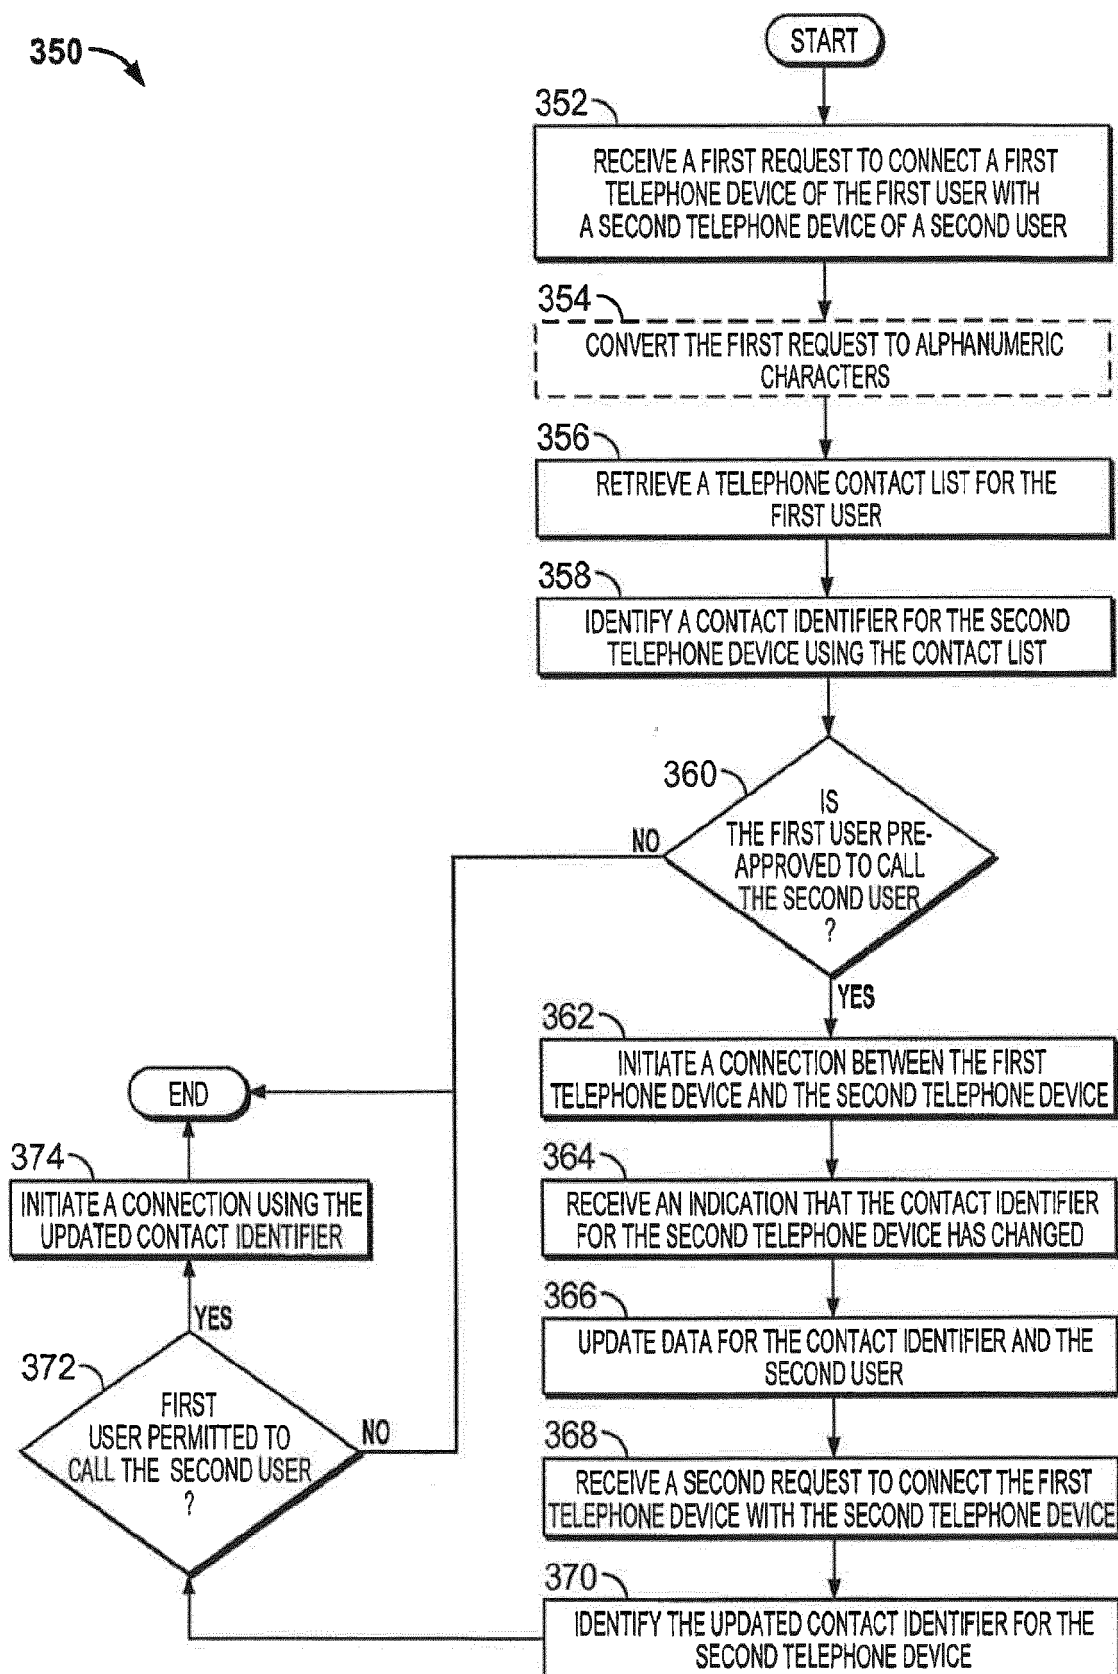 350
START
352
RECEIVE A FIRST REQUEST TO CONNECT A FIRST
TELEPHONE DEVICE OF THE FIRST USER WITH
A SECOND TELEPHONE DEVICE OF A SECOND USER
354
CONVERT THE FIRST REQUEST TO ALPHANUMERIC
CHARACTERS
356
RETRIEVE A TELEPHONE CONTACT LIST FOR THE
FIRST USER
358
IDENTIFY A CONTACT IDENTIFIER FOR THE SECOND
TELEPHONE DEVICE USING THE CONTACT LIST
360
IS
THE FIRST USER PRE-
APPROVED TO CALL
THE SECOND USER
?
NO
YES
362
INITIATE A CONNECTION BETWEEN THE FIRST
TELEPHONE DEVICE AND THE SECOND TELEPHONE DEVICE
364
RECEIVE AN INDICATION THAT THE CONTACT IDENTIFIER
FOR THE SECOND TELEPHONE DEVICE HAS CHANGED
366
UPDATE DATA FOR THE CONTACT IDENTIFIER AND THE
SECOND USER
368
RECEIVE A SECOND REQUEST TO CONNECT THE FIRST
TELEPHONE DEVICE WITH THE SECOND TELEPHONE DEVICE
370
IDENTIFY THE UPDATED CONTACT IDENTIFIER FOR THE
SECOND TELEPHONE DEVICE
372
FIRST
USER PERMITTED TO
CALL THE SECOND USER
?
NO
YES
374
INITIATE A CONNECTION USING THE
UPDATED CONTACT IDENTIFIER
END